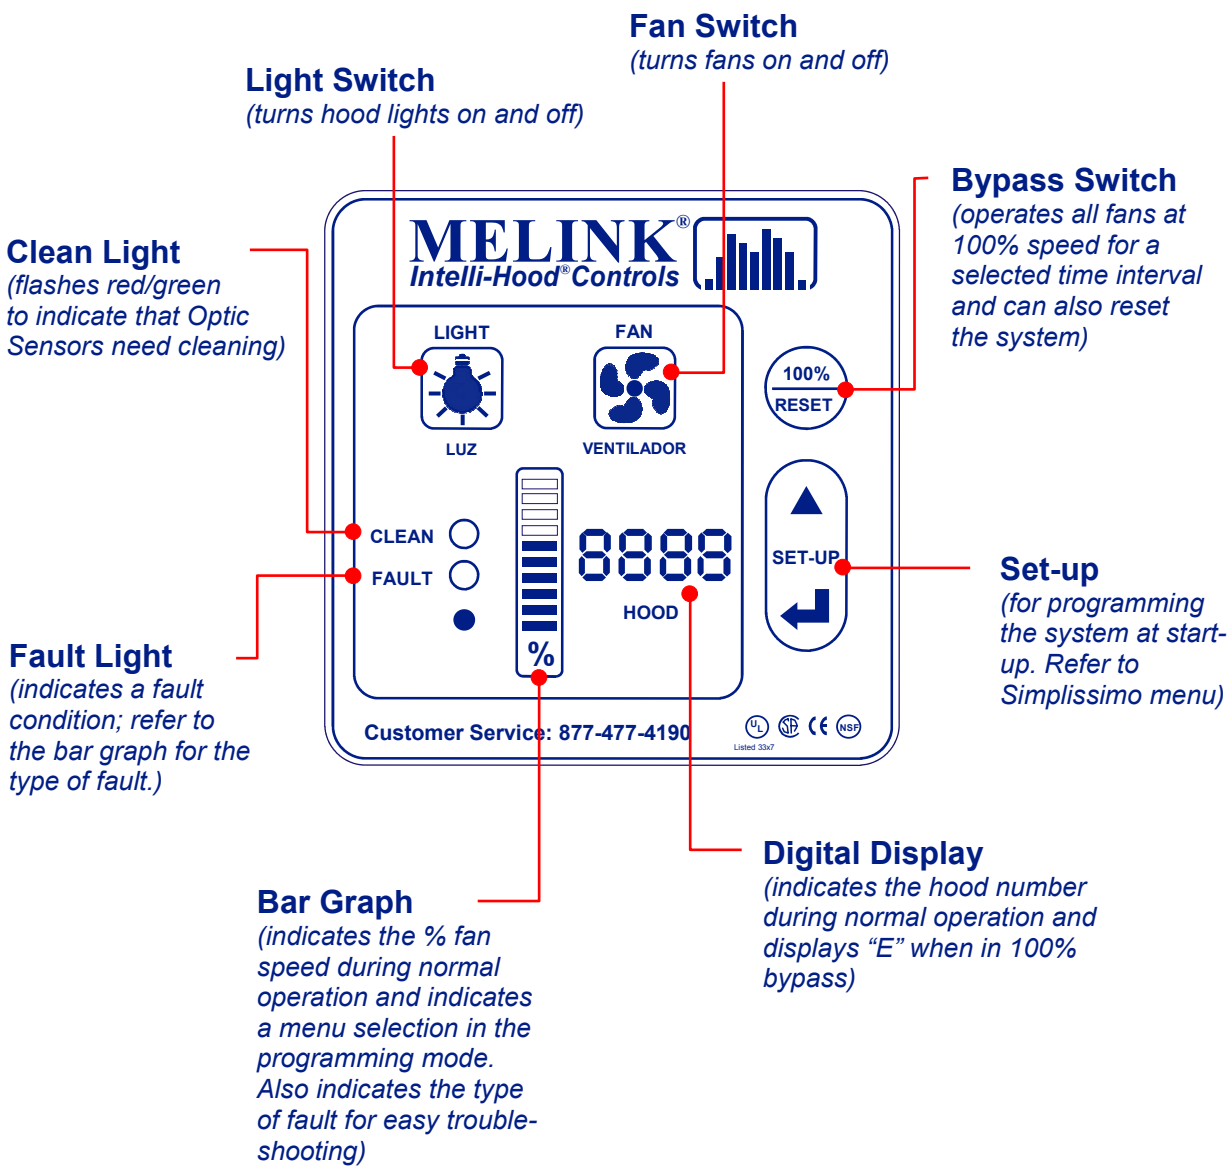 Fan Switch
(turns fans on and off)
Light Switch
(turns hood lights on and off)
Bypass Switch
(operates all fans at
100% speed for a
selected time interval
and can also reset
the system)
Clean Light
(flashes red/green
to indicate that Optic
Sensors need cleaning)
MELINK®
Intelli-Hood® Controls
LIGHT
FAN
LUZ
VENTILADOR
100%
RESET
CLEAN
FAULT
8888
HOOD
%
SET-UP
Set-up
(for programming
the system at start-
up. Refer to
Simplissimo menu)
Fault Light
(indicates a fault
condition; refer to
the bar graph for the
type of fault.)
Customer Service: 877-477-4190
UL
SA
CE
NSF
Listed 33x7
Digital Display
(indicates the hood number
during normal operation and
displays “E” when in 100%
bypass)
Bar Graph
(indicates the % fan
speed during normal
operation and indicates
a menu selection in the
programming mode.
Also indicates the type
of fault for easy trouble-
shooting)